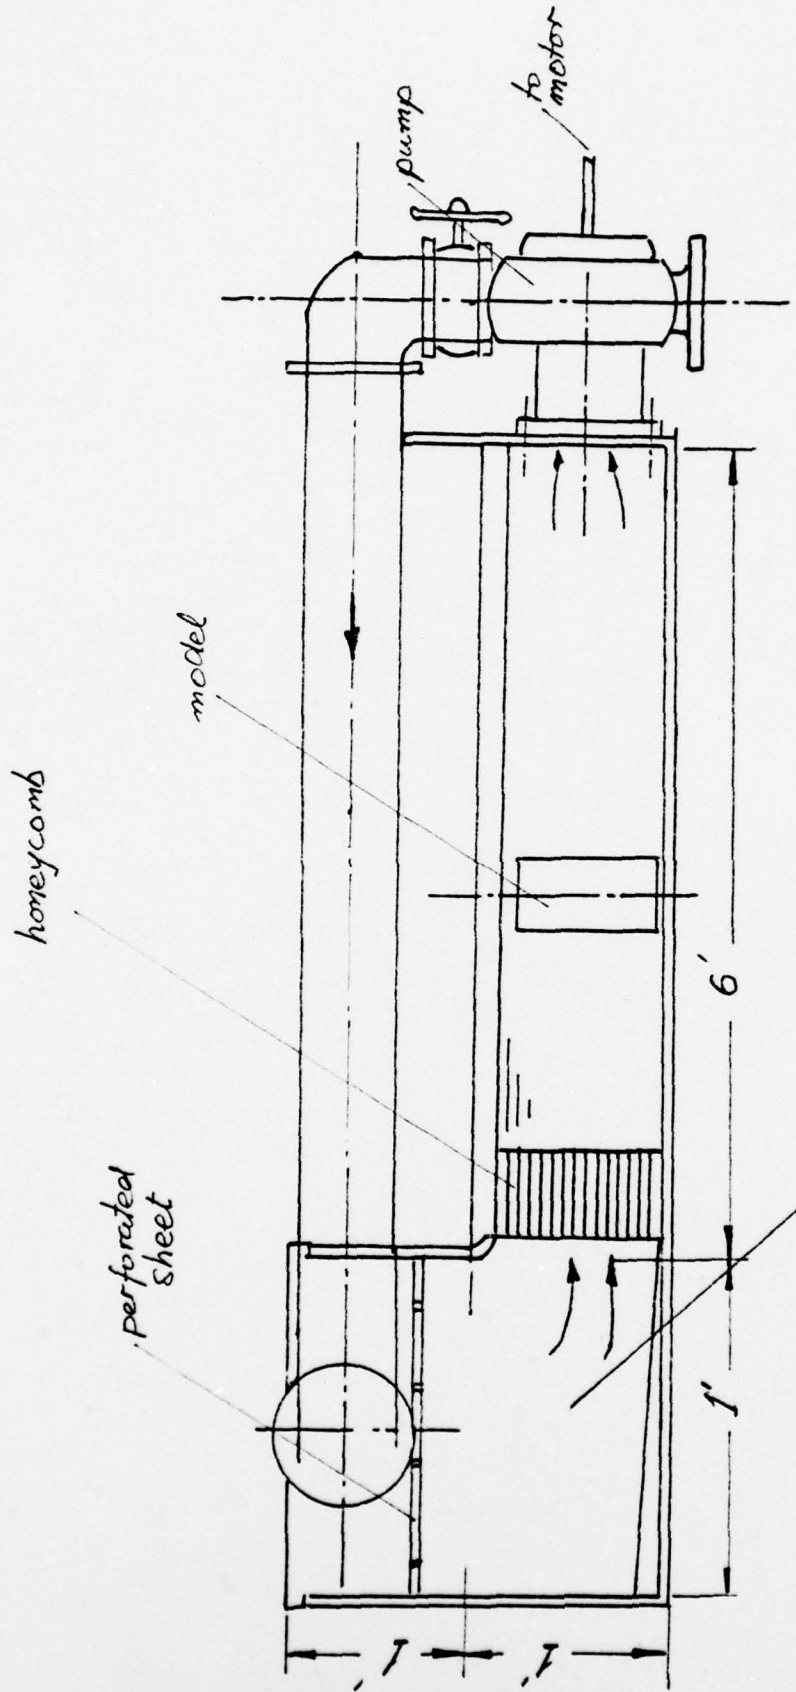 honeycomb
model
pump
to
motor
perforated
sheet
6'
1'
1'
1'